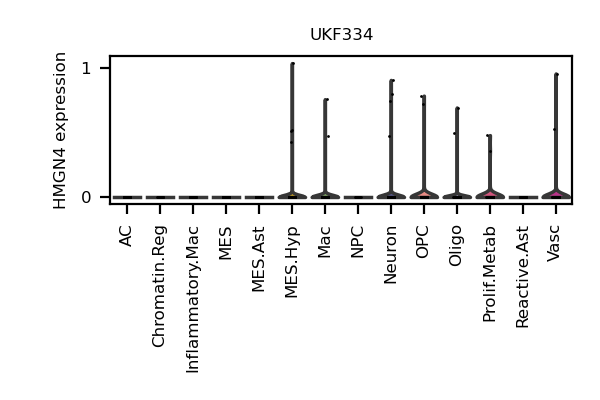 UKF334
HMGN4 expression
1
0
AC
Chromatin.Reg
Inflammatory.Mac
MES
MES.Ast
MES.Hyp
Mac
NPC
Neuron
OPC
Oligo
Prolif.Metab
Reactive.Ast
Vasc